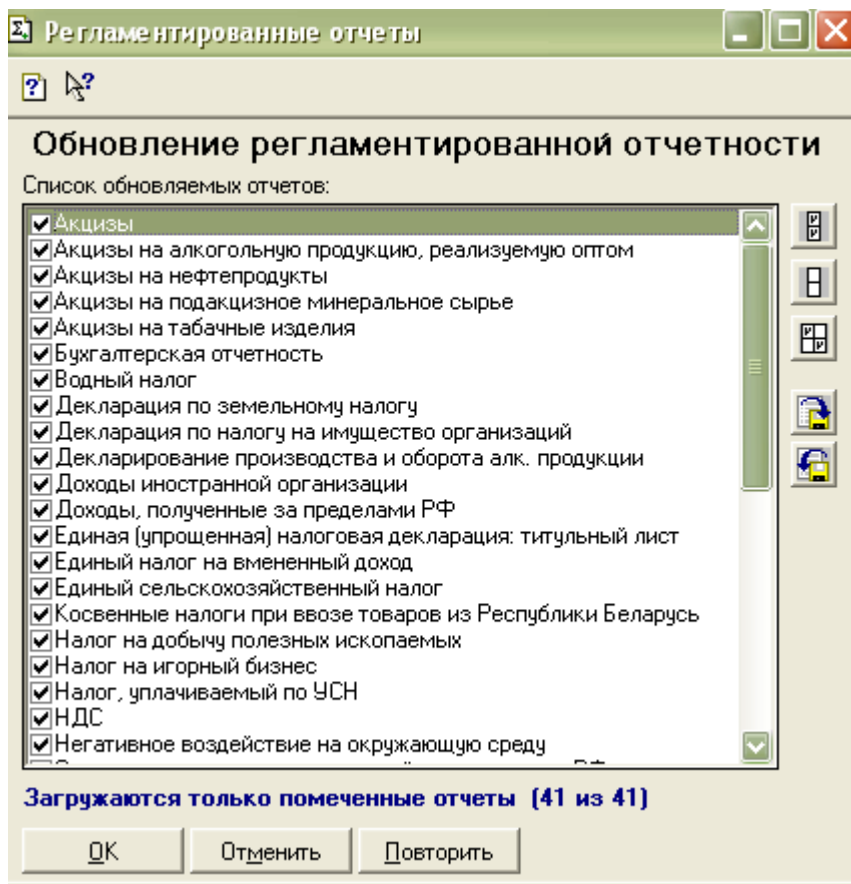 Регламентированные отчеты
Обновление регламентированной отчетности
Список обновляемых отчетов:
Акцизы
Акцизы на алкогольную продукцию, реализуемую оптом
Акцизы на нефтепродукты
Акцизы на подакцизное минеральное сырье
Акцизы на табачные изделия
Бухгалтерская отчетность
Водный налог
Декларация по земельному налогу
Декларация по налогу на имущество организаций
Декларирование производства и оборота алк. продукции
Доходы иностранной организации
Доходы, полученные за пределами РФ
Единая (упрощенная) налоговая декларация: титульный лист
Единый налог на вмененный доход
Единый сельскохозяйственный налог
Косвенные налоги при ввозе товаров из Республики Беларусь
Налог на добычу полезных ископаемых
Налог на игорный бизнес
Налог, уплачиваемый по УСН
НДС
Негативное воздействие на окружающую среду
Загружаются только помеченные отчеты (41 из 41)
OK Отменить Повторить